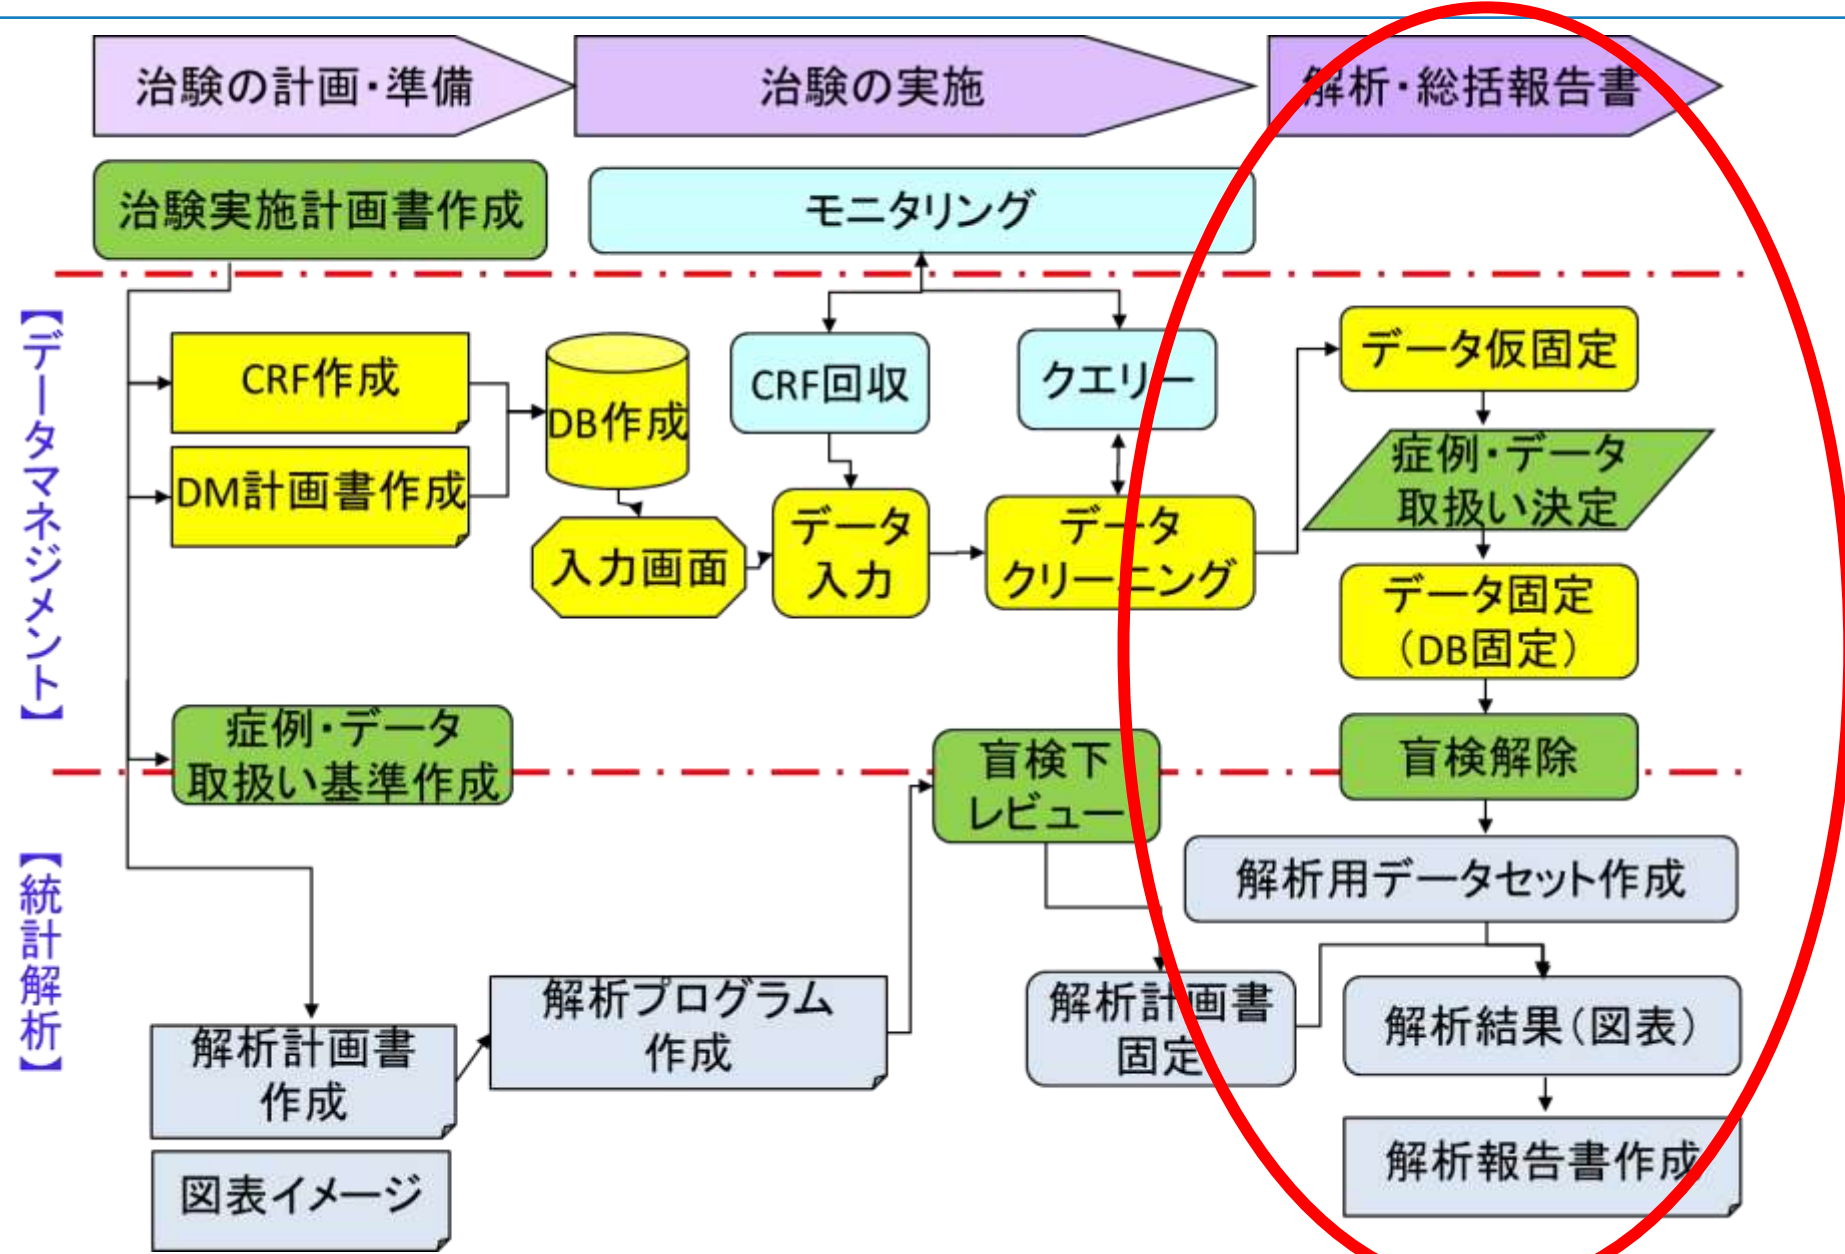 治験の計画・準備
治験の実施
解析・総括報告書
治験実施計画書作成
モニタリング
【データマネジメント】
CRF作成
DM計画書作成
DB作成
入力画面
CRF回収
クエリー
データ
入力
データ
クリーニング
データ仮固定
症例・データ
取扱い決定
データ固定
（DB固定）
症例・データ
取扱い基準作成
盲検下
レビュー
盲検解除
【統計解析】
解析用データセット作成
解析計画書
作成
図表イメージ
解析プログラム
作成
解析計画書
固定
解析結果（図表）
解析報告書作成